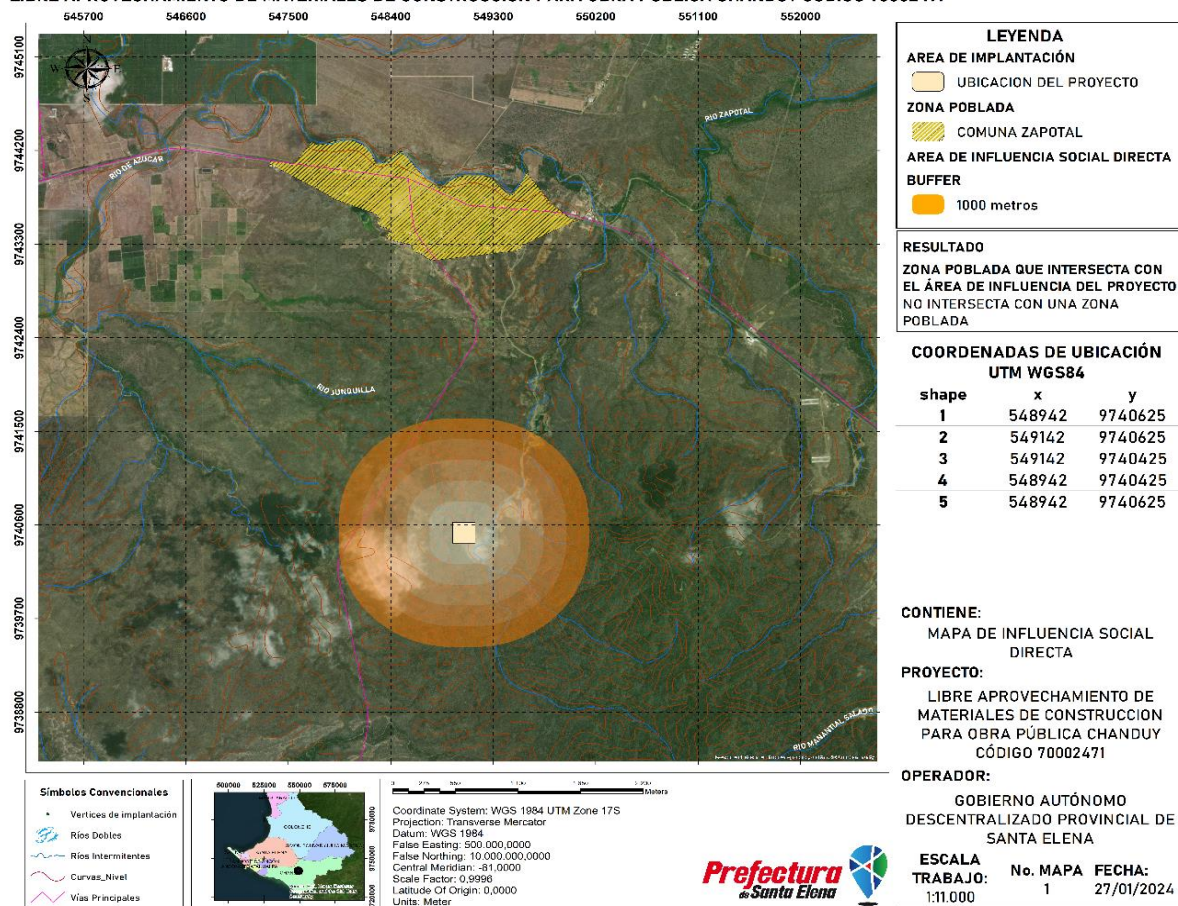 545700 546600 547500 548400 549300 550200 551100 552000
9745100
9744200
9743300
9742400
9741500
9740600
9739700
9738800
N
W E
S
RIO DE AZUCAR
RIO ZAPOTAL
RIO JUNQUILLA
RIO MANANTIAL SALADO
LEYENDA
AREA DE IMPLANTACIÓN
UBICACION DEL PROYECTO
ZONA POBLADA
COMUNA ZAPOTAL
AREA DE INFLUENCIA SOCIAL DIRECTA
BUFFER
1000 metros
RESULTADO
ZONA POBLADA QUE INTERSECTA CON
EL ÁREA DE INFLUENCIA DEL PROYECTO
NO INTERSECTA CON UNA ZONA
POBLADA
COORDENADAS DE UBICACIÓN
UTM WGS84
shape x y
1 548942 9740625
2 549142 9740625
3 549142 9740425
4 548942 9740425
5 548942 9740625
CONTIENE:
MAPA DE INFLUENCIA SOCIAL
DIRECTA
PROYECTO:
LIBRE APROVECHAMIENTO DE
MATERIALES DE CONSTRUCCION
PARA OBRA PÚBLICA CHANDUY
CÓDIGO 70002471
OPERADOR:
GOBIERNO AUTÓNOMO
DESCENTRALIZADO PROVINCIAL DE
SANTA ELENA
ESCALA
TRABAJO:
1:11.000
No. MAPA
1
FECHA:
27/01/2024
Símbolos Convencionales
Vertices de implantación
Ríos Dobles
Ríos Intermitentes
Curvas_Nivel
Vías Principales
500000 525000 550000 575000
Meters
Coordinate System: WGS 1984 UTM Zone 17S
Projection: Transverse Mercator
Datum: WGS 1984
False Easting: 500.000,0000
False Northing: 10.000.000,0000
Central Meridian: -81,0000
Scale Factor: 0,9996
Latitude Of Origin: 0,0000
Units: Meter
Prefectura
de Santa Elena